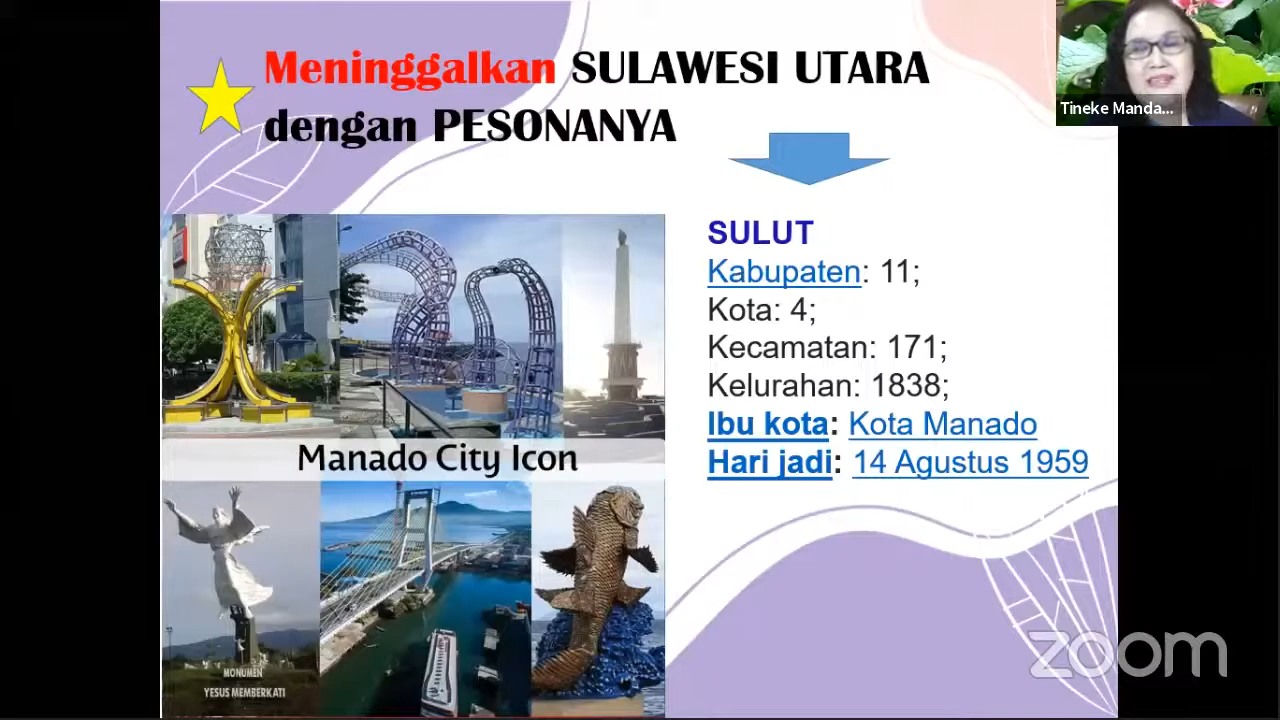 Meninggalkan SULAWESI UTARA
dengan PESONANYA
Tineke Manda...
SULUT
Kabupaten: 11;
Kota: 4;
Kecamatan: 171;
Kelurahan: 1838;
Ibu kota: Kota Manado
Hari jadi: 14 Agustus 1959
Manado City Icon
MONUMEN
YESUS MEMBERKATI
zoom